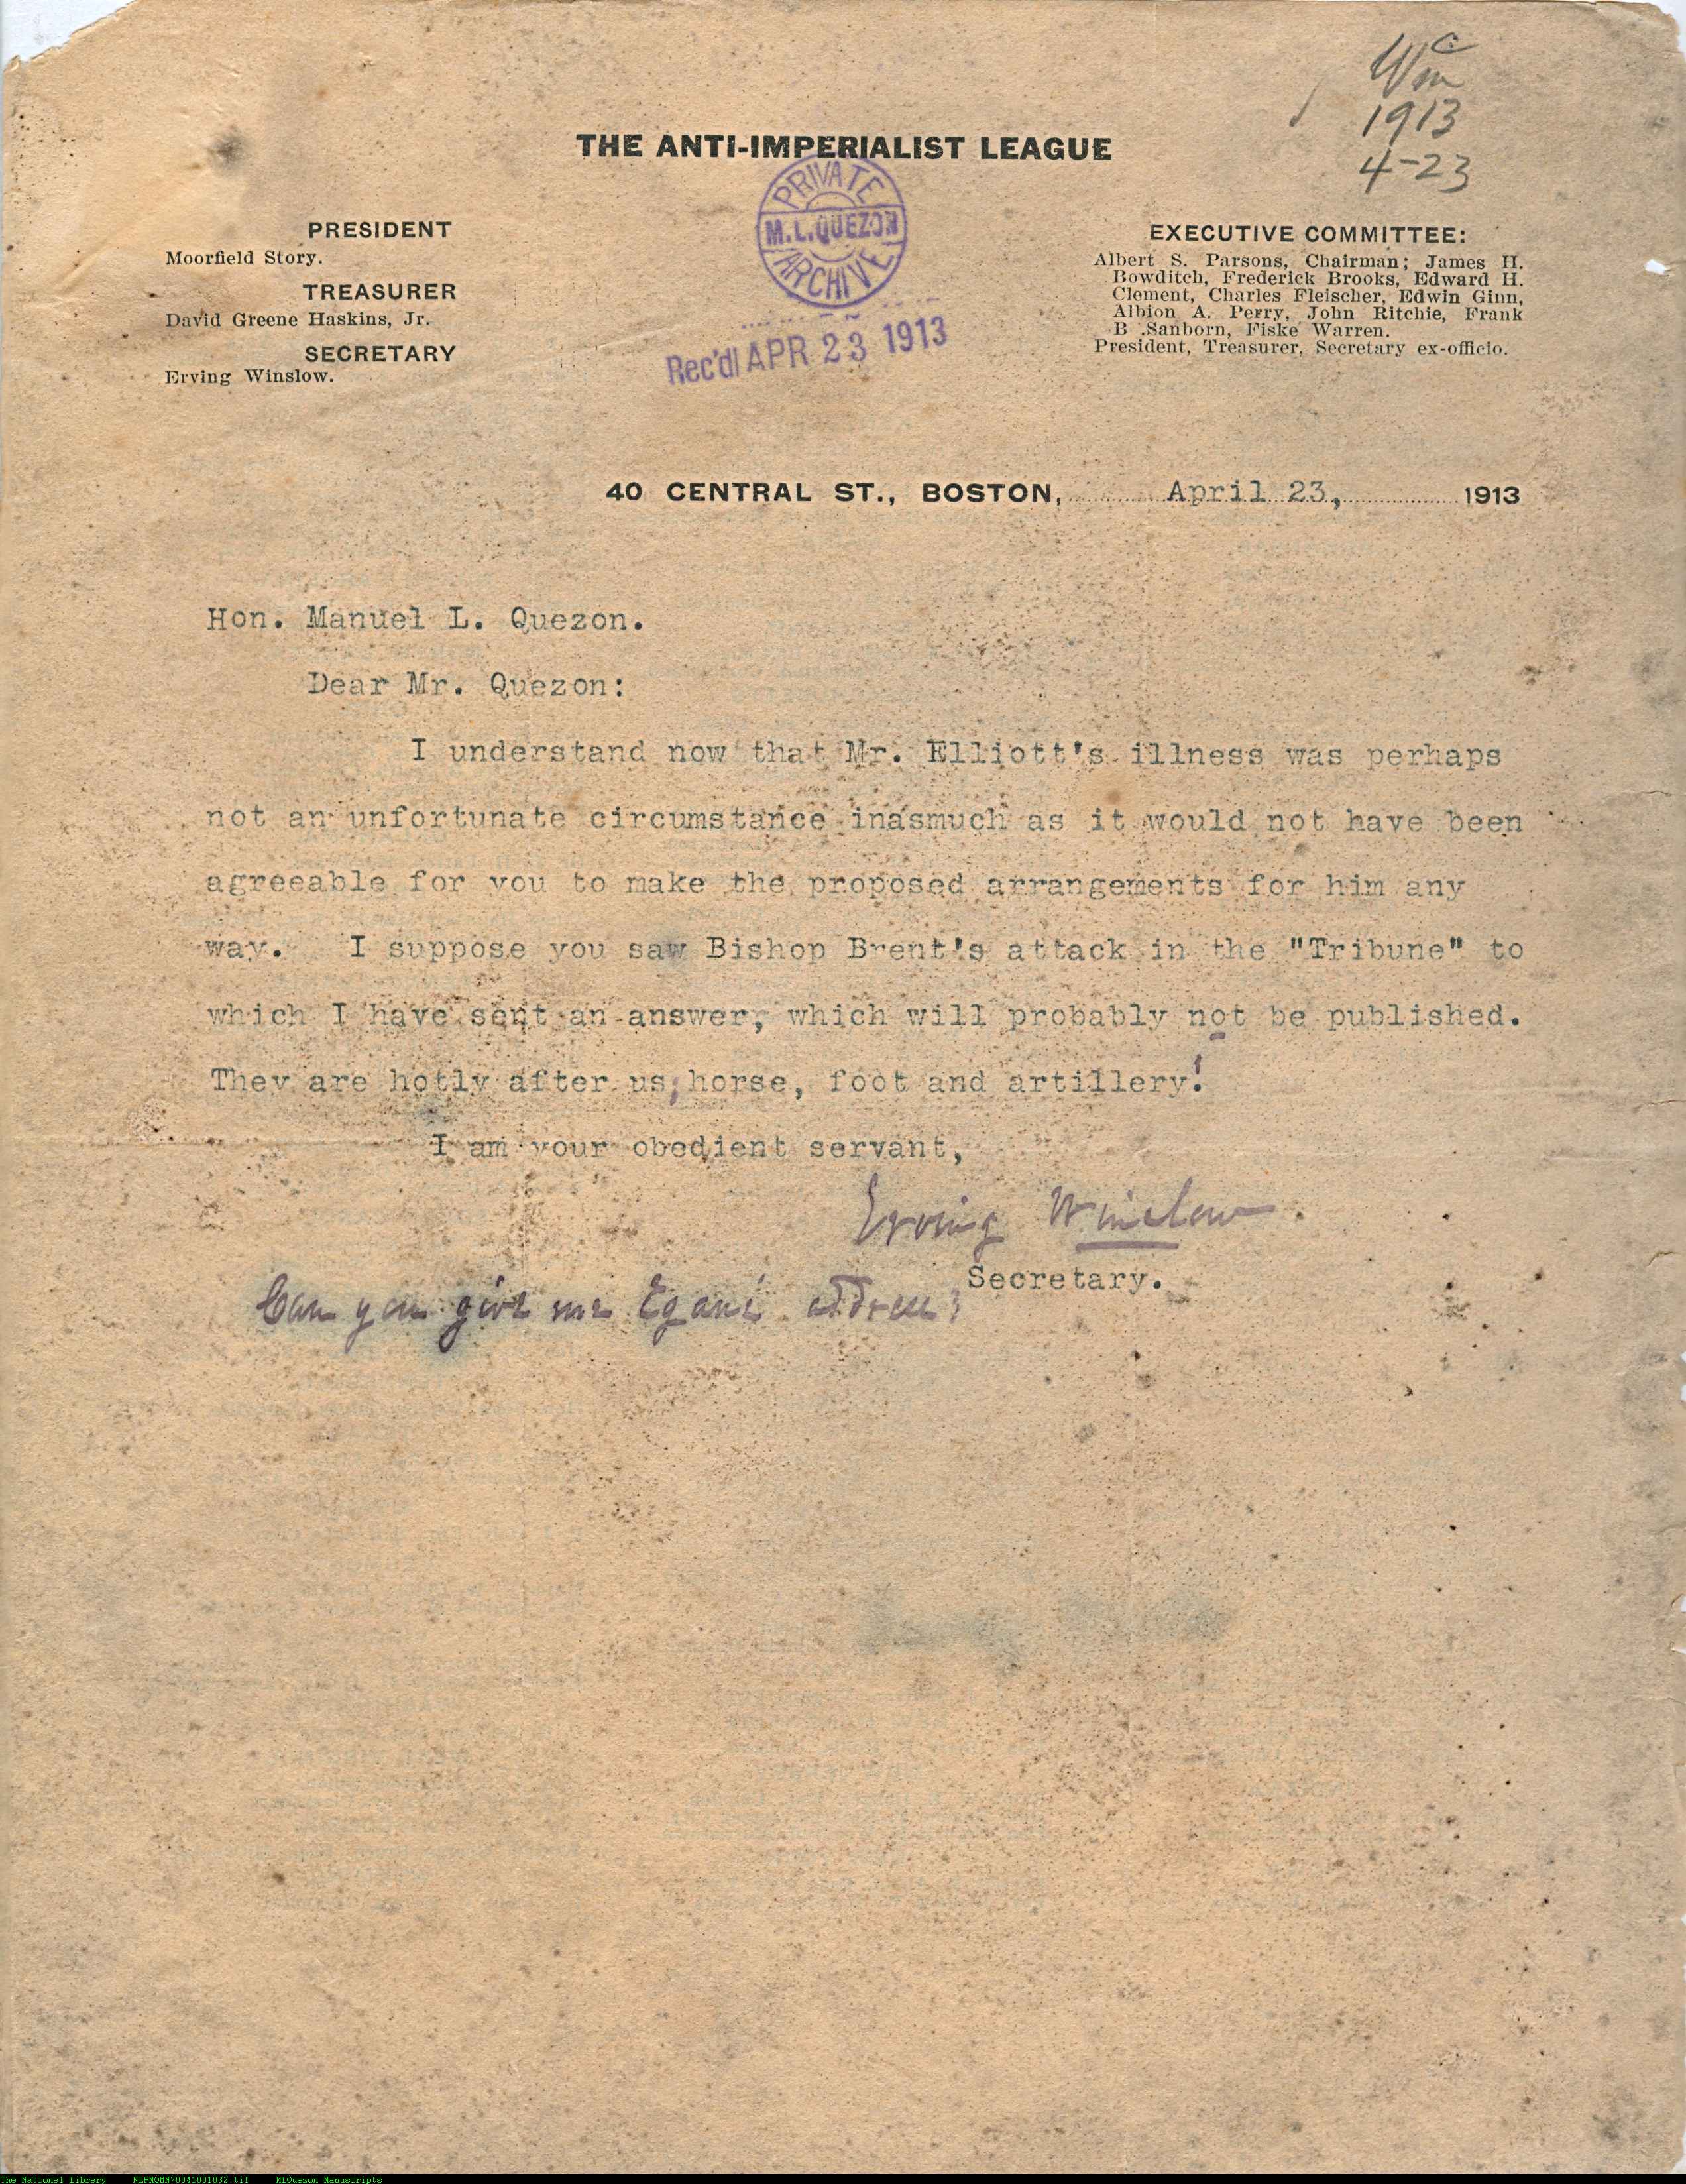 Wm
1913
4-23
THE ANTI-IMPERIALIST LEAGUE
PRIVATE
M.L.QUEZON
ARCHIVE
Rec'd APR 23 1913
PRESIDENT
Moorfield Story.
TREASURER
David Greene Haskins, Jr.
SECRETARY
Erving Winslow.
EXECUTIVE COMMITTEE:
Albert S. Parsons, Chairman; James H.
Bowditch, Frederick Brooks, Edward H.
Clement, Charles Fleischer, Edwin Ginn,
Albion A. Perry, John Ritchie, Frank
B .Sanborn, Fiske Warren.
President, Treasurer, Secretary ex-officio.
40 CENTRAL ST., BOSTON, April 23, 1913
Hon. Manuel L. Quezon.
Dear Mr. Quezon:
I understand now that Mr. Elliott's illness was perhaps
not an unfortunate circumstance inasmuch as it would not have been
agreeable for you to make the proposed arrangements for him any
way. I suppose you saw Bishop Brent's attack in the "Tribune" to
which I have sent an answer, which will probably not be published.
They are hotly after us, horse, foot and artillery!
I am your obedient servant,
Erving Winslow
Secretary.
Can you give me Egan's address?
The National Library NLPMQMN70041001032.tif MLQuezon Manuscripts